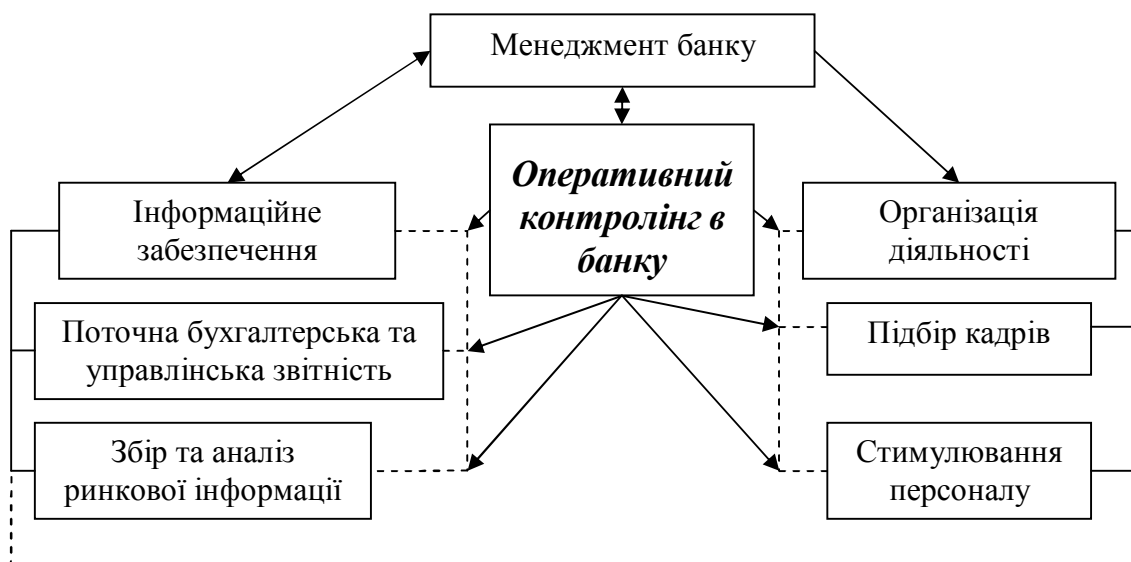 Менеджмент банку
Оперативний
контролінг в
банку
Інформаційне
забезпечення
Організація
діяльності
Поточна бухгалтерська та
управлінська звітність
Підбір кадрів
Збір та аналіз
ринкової інформації
Стимулювання
персоналу